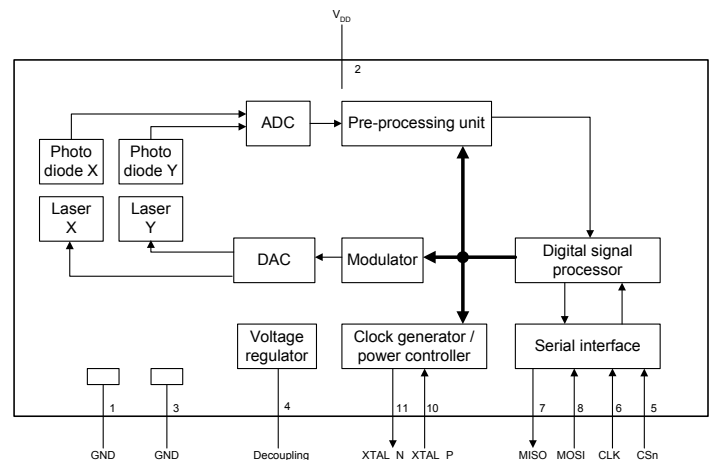 V_DD
2
ADC
Pre-processing unit
Photo
diode X
Photo
diode Y
Laser
X
Laser
Y
DAC
Modulator
Digital signal
processor
Voltage
regulator
Clock generator /
power controller
Serial interface
1
3
4
11
10
7
8
6
5
GND
GND
Decoupling
XTAL_N
XTAL_P
MISO
MOSI
CLK
CSn